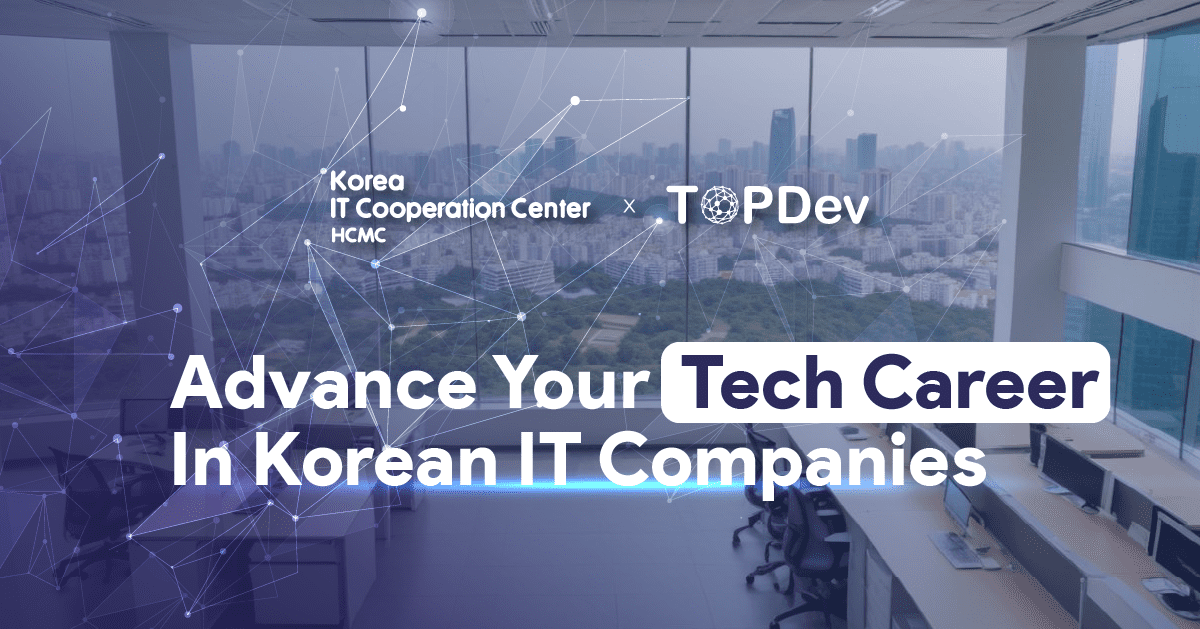 Korea
IT Cooperation Center
HCMC
x
TOPDev
Advance Your Tech Career
In Korean IT Companies